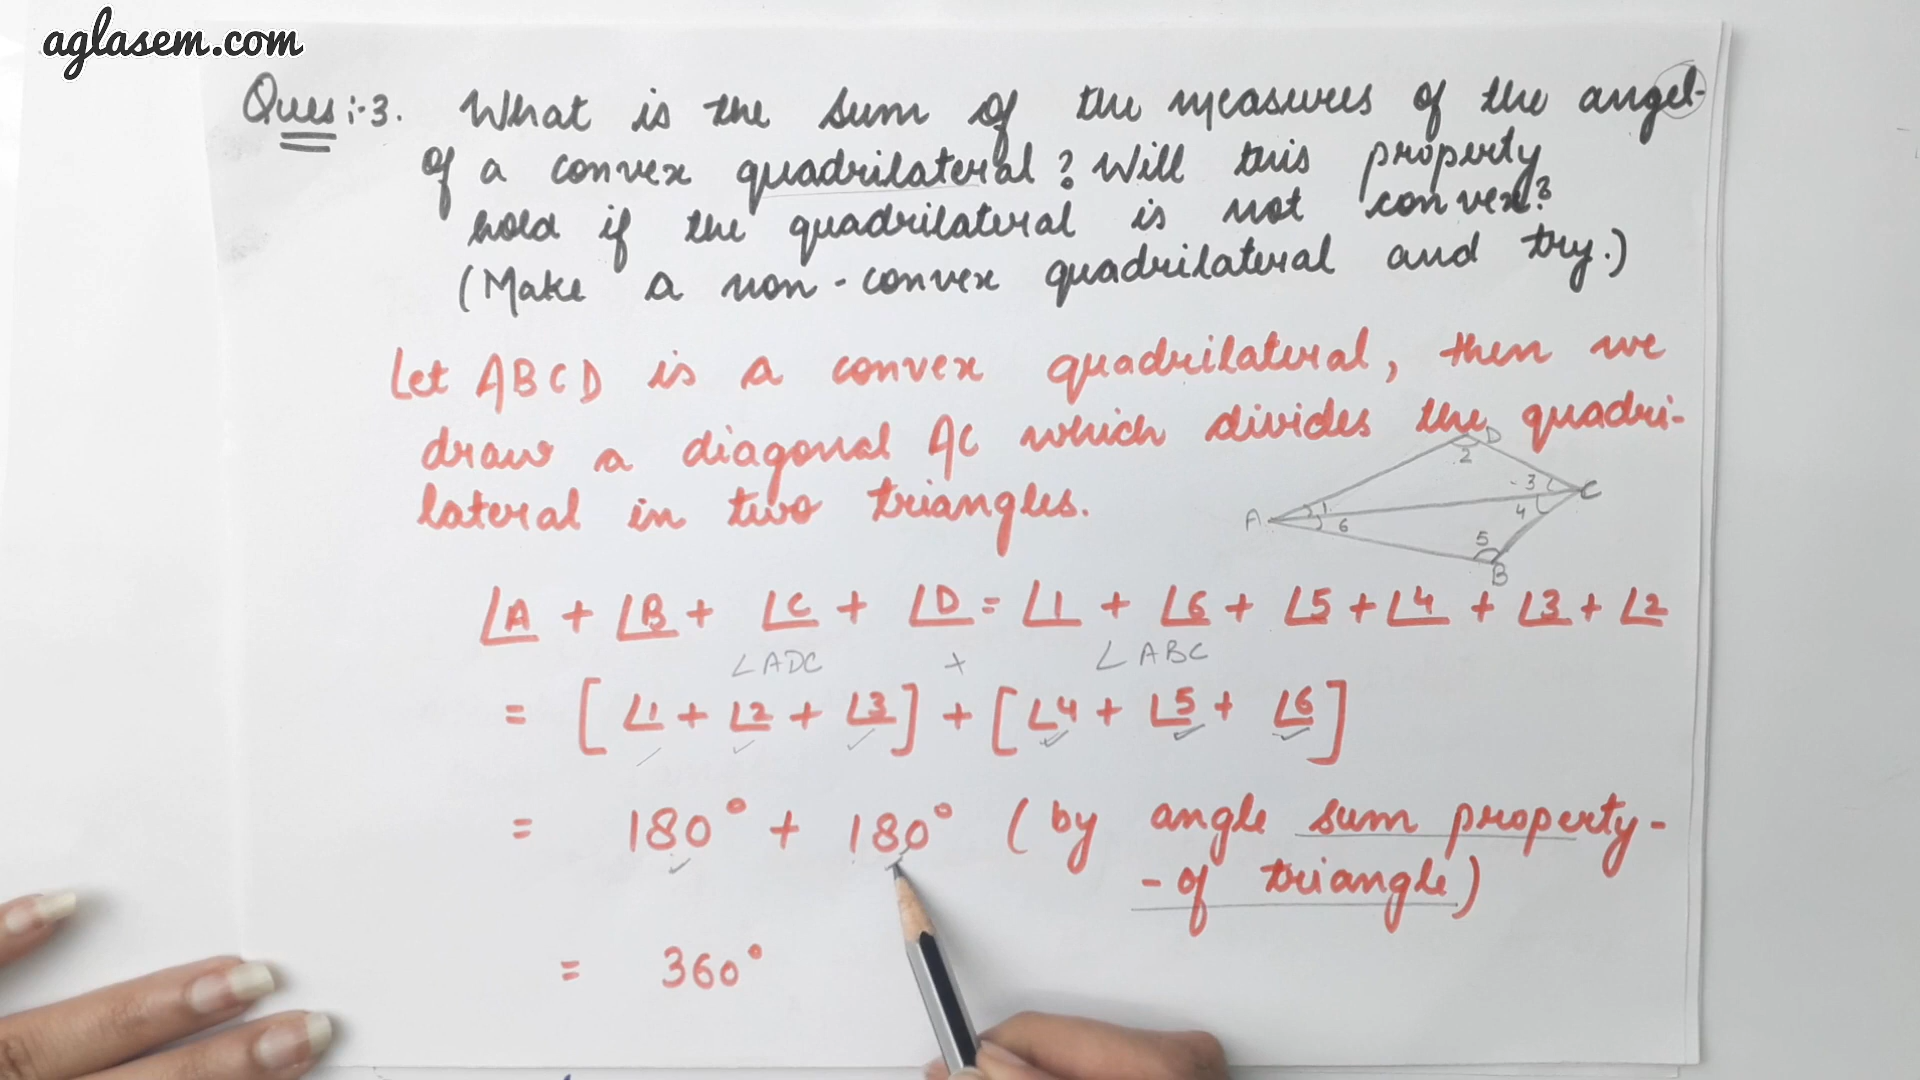 aglasem.com
Ques:-3. What is the sum of the measures of the angel-
of a convex quadrilateral? Will this property
hold if the quadrilateral is not convex?
(Make a non-convex quadrilateral and try.)
Let ABCD is a convex quadrilateral, then we
draw a diagonal AC which divides the quadri-
lateral in two triangles.
D
2
3
C
A
1
6
4
5
B
∠A + ∠B + ∠C + ∠D = ∠1 + ∠6 + ∠5 + ∠4 + ∠3 + ∠2
∠ADC + ∠ABC
= [∠1 + ∠2 + ∠3] + [∠4 + ∠5 + ∠6]
= 180° + 180° (by angle sum property-
-of triangle)
= 360°